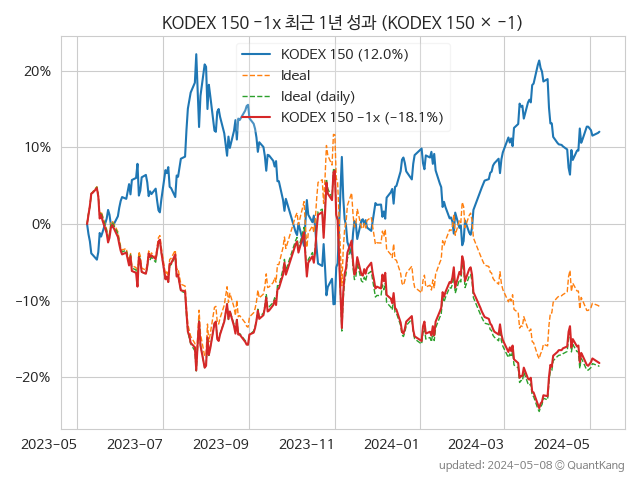 KODEX 150 -1x 최근 1년 성과 (KODEX 150 × -1)
KODEX 150 (12.0%)
Ideal
Ideal (daily)
KODEX 150 -1x (-18.1%)
20%
10%
0%
-10%
-20%
2023-05 2023-07 2023-09 2023-11 2024-01 2024-03 2024-05
updated: 2024-05-08 © QuantKang